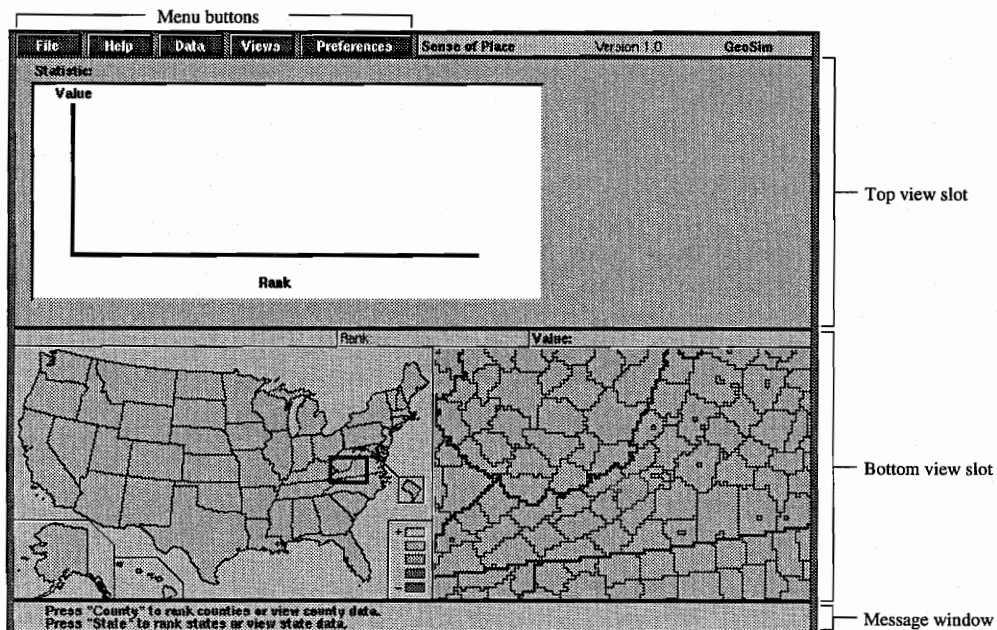 Menu buttons
File Help Data Views Preferences Sense of Place Version 1.0 GeoSim
Statistic:
Value
Top view slot
Rank
Rank Value:
Bottom view slot
+
-
Press "County" to rank counties or view county data.
Press "State" to rank states or view state data.
Message window